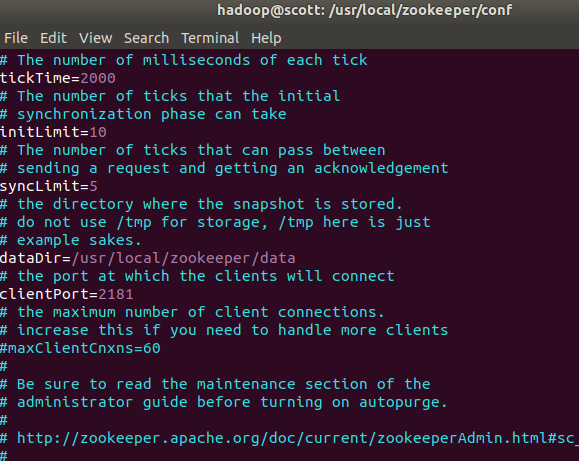 hadoop@scott: /usr/local/zookeeper/conf
File Edit View Search Terminal Help
# The number of milliseconds of each tick
tickTime=2000
# The number of ticks that the initial
# synchronization phase can take
initLimit=10
# The number of ticks that can pass between
# sending a request and getting an acknowledgement
syncLimit=5
# the directory where the snapshot is stored.
# do not use /tmp for storage, /tmp here is just
# example sakes.
dataDir=/usr/local/zookeeper/data
# the port at which the clients will connect
clientPort=2181
# the maximum number of client connections.
# increase this if you need to handle more clients
#maxClientCnxns=60
#
# Be sure to read the maintenance section of the
# administrator guide before turning on autopurge.
#
# http://zookeeper.apache.org/doc/current/zookeeperAdmin.html#sc_
#